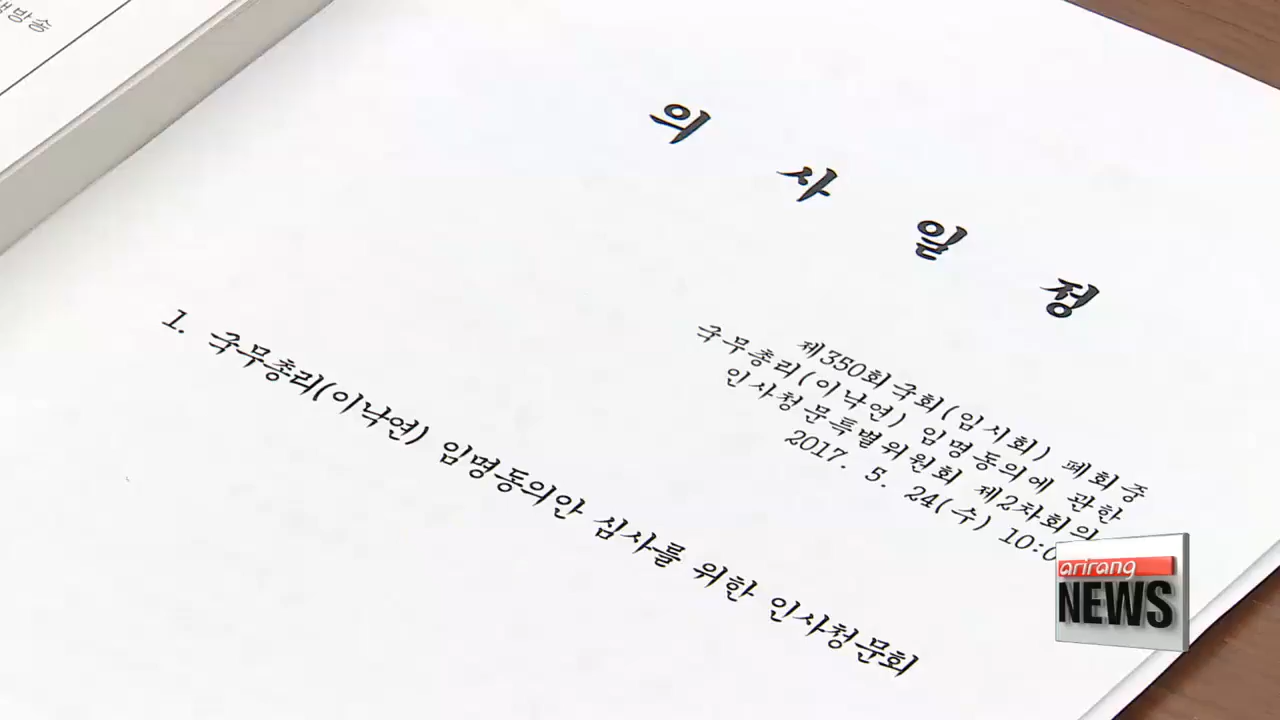 방송
의 사 일 정
제350회국회(임시회) 폐회중
국무총리(이낙연) 임명동의에 관한
인사청문특별위원회 제2차회의
2017. 5. 24(수) 10:0
1. 국무총리(이낙연) 임명동의안 심사를 위한 인사청문회
arirang
NEWS